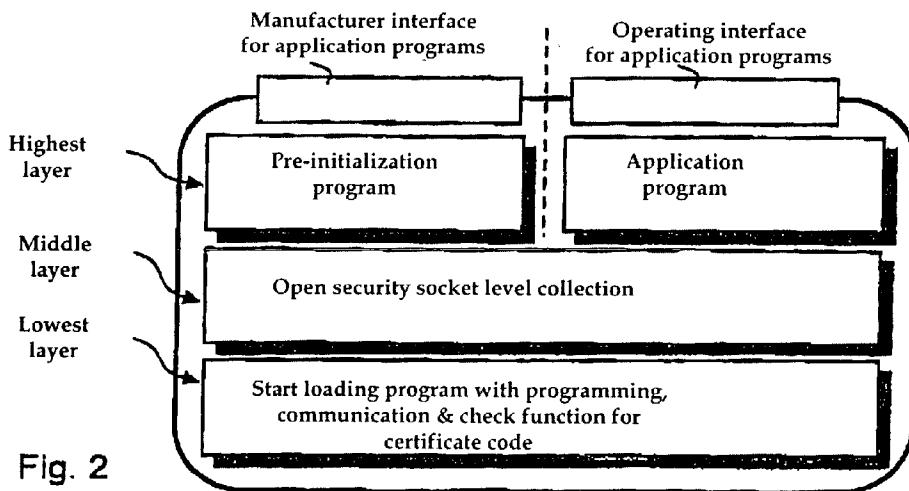 Manufacturer interface
for application programs
Operating interface
for application programs
Highest
layer
Pre-initialization
program
Application
program
Middle
layer
Open security socket level collection
Lowest
layer
Start loading program with programming,
communication & check function for
certificate code
Fig. 2